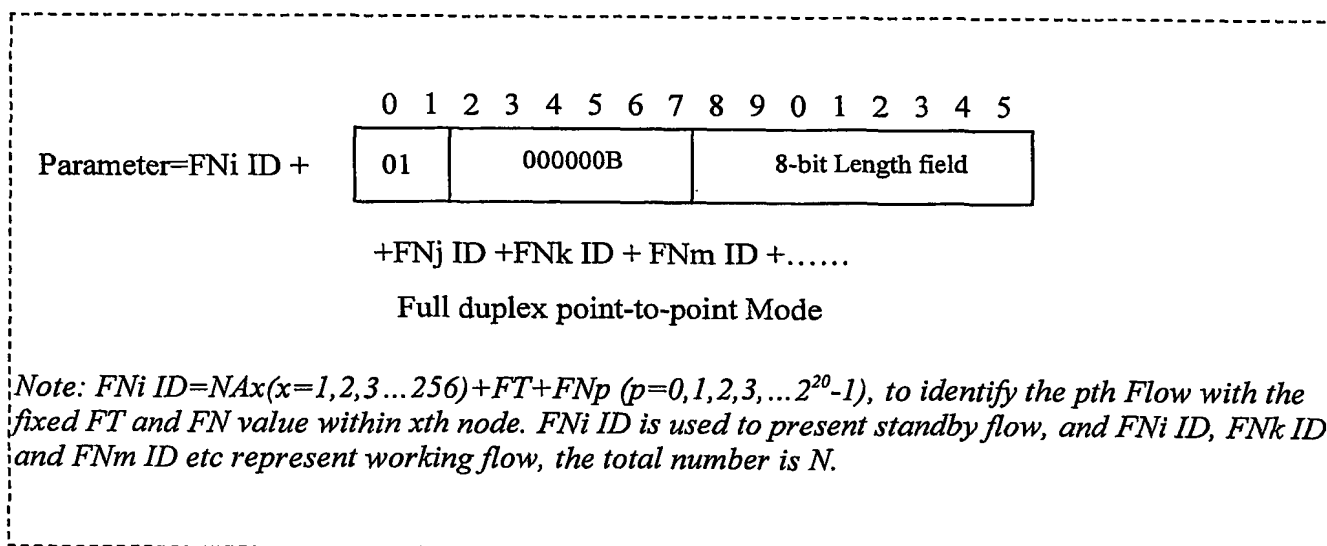 0 1 2 3 4 5 6 7 8 9 0 1 2 3 4 5
Parameter=FNi ID + 01 000000B 8-bit Length field
+FNj ID +FNk ID + FNm ID +......
Full duplex point-to-point Mode
Note: FNi ID=NAx(x=1,2,3...256)+FT+FNp (p=0,1,2,3,...2²⁰-1), to identify the pth Flow with the
fixed FT and FN value within xth node. FNi ID is used to present standby flow, and FNi ID, FNk ID
and FNm ID etc represent working flow, the total number is N.